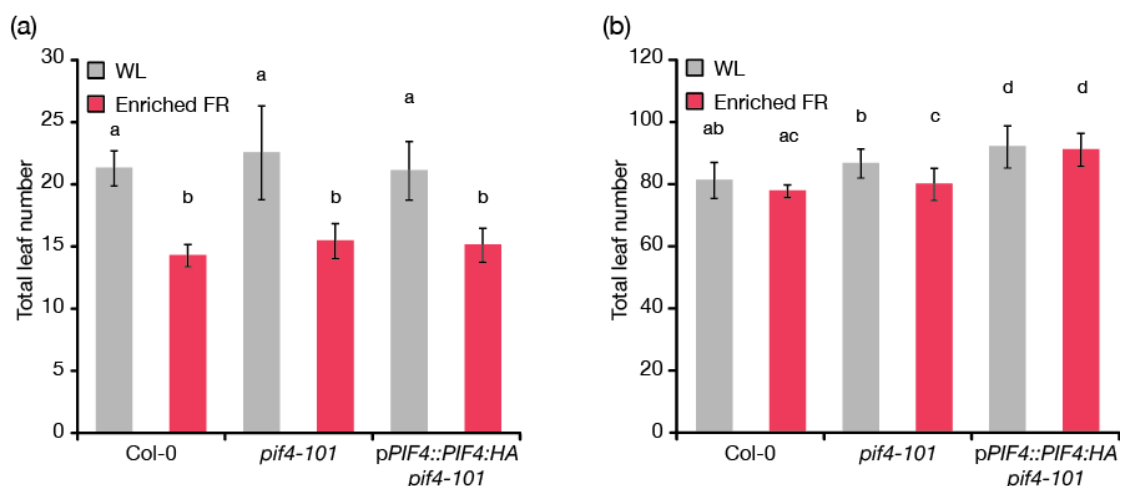 (a)
Total leaf number
30
25
20
15
10
5
0
WL
Enriched FR
a
b
a
b
a
b
Col-0
pif4-101
pPIF4::PIF4:HA
pif4-101
(b)
Total leaf number
120
100
80
60
40
20
0
WL
Enriched FR
ab
ac
b
c
d
d
Col-0
pif4-101
pPIF4::PIF4:HA
pif4-101